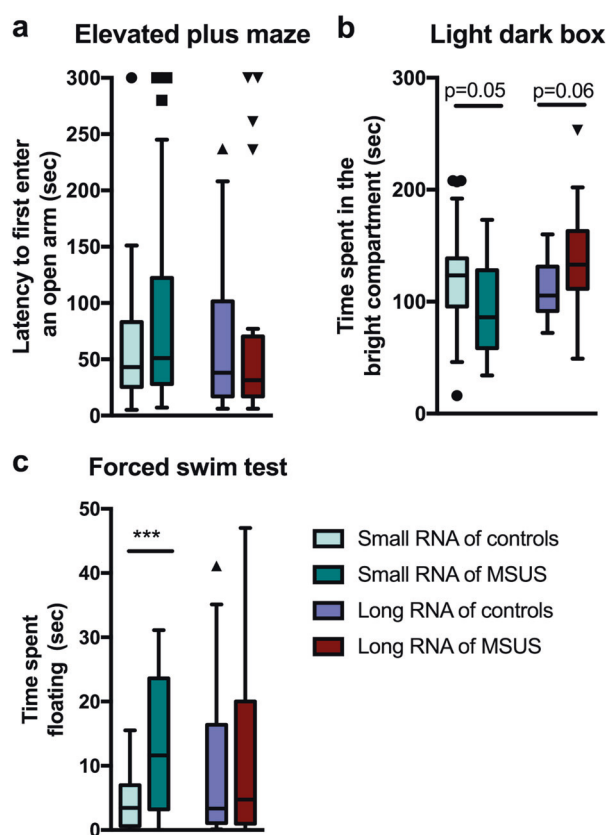 a Elevated plus maze
Latency to first enter
an open arm (sec)
300
250
200
150
100
50
0
b Light dark box
Time spent in the
bright compartment (sec)
300
200
100
0
p=0.05 p=0.06
c Forced swim test
Time spent
floating (sec)
50
40
30
20
10
0
***
Small RNA of controls
Small RNA of MSUS
Long RNA of controls
Long RNA of MSUS